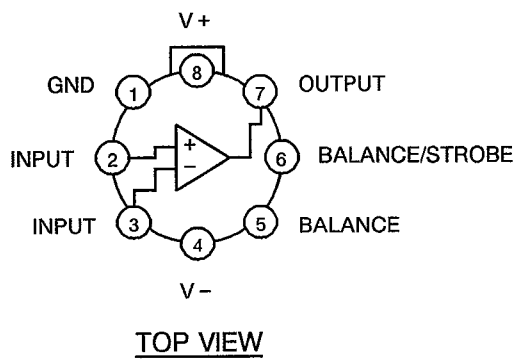 V+
8
GND
1
7
OUTPUT
INPUT
2
+
−
6
BALANCE/STROBE
INPUT
3
5
BALANCE
4
V−
TOP VIEW